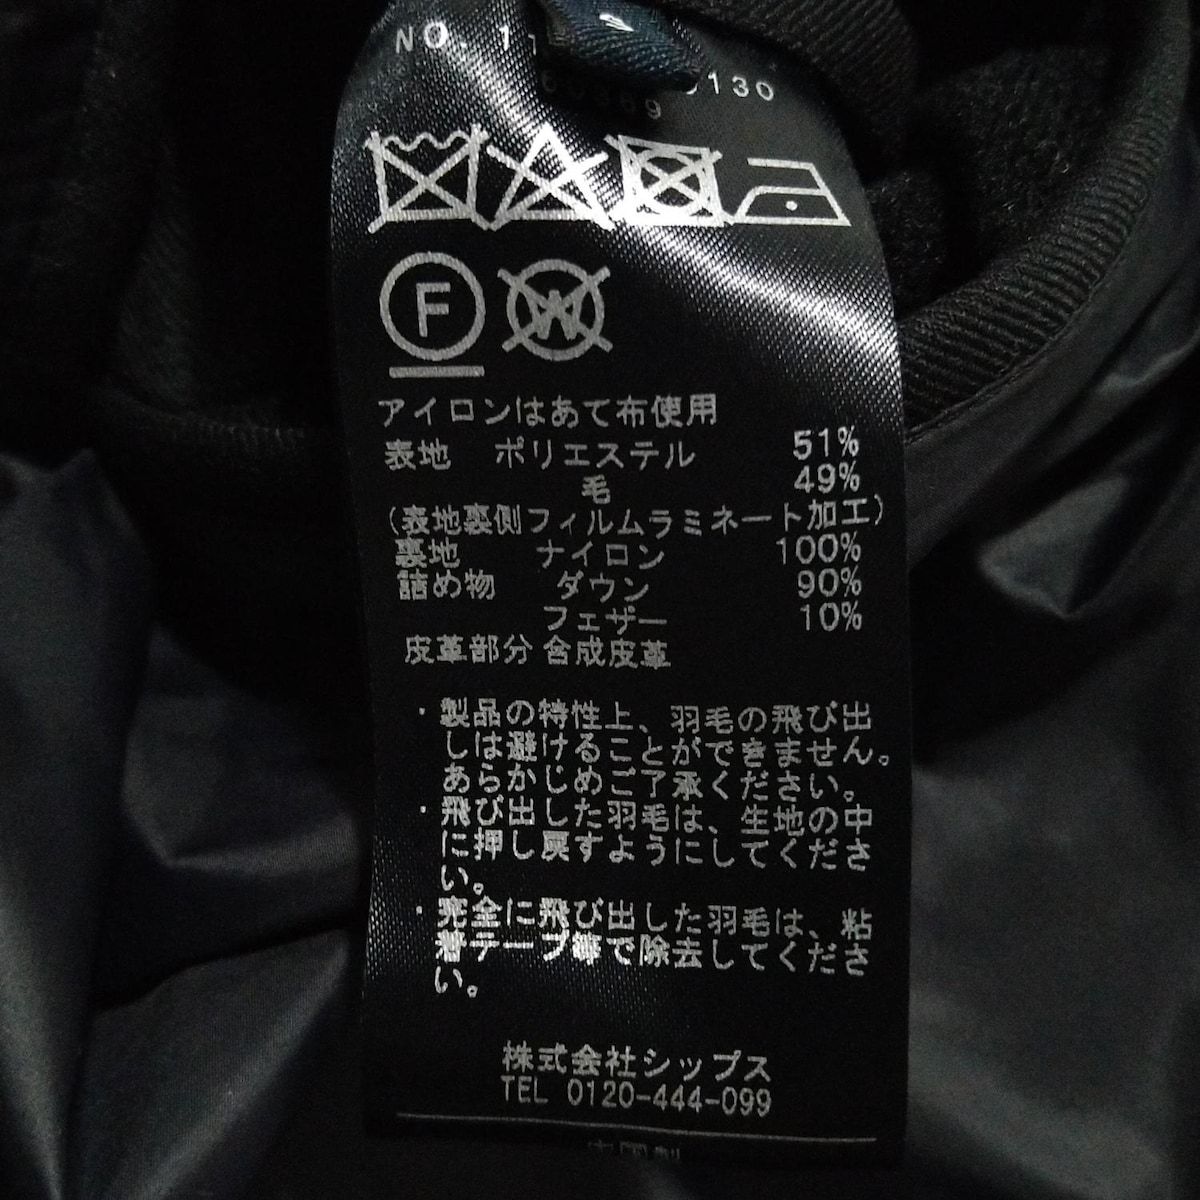 NO. 11
0130
F
W
アイロンはあて布使用
表地 ポリエステル 51%
毛 49%
(表地裏側フィルムラミネート加工)
裏地 ナイロン 100%
詰め物 ダウン 90%
フェザー 10%
皮革部分 合成皮革
・製品の特性上、羽毛の飛び出
しは避けることができません。
あらかじめご了承ください。
・飛び出した羽毛は、生地の中
に押し戻すようにしてくださ
い。
・完全に飛び出した羽毛は、粘
着テープ等で除去してくださ
い。
株式会社シップス
TEL 0120-444-099